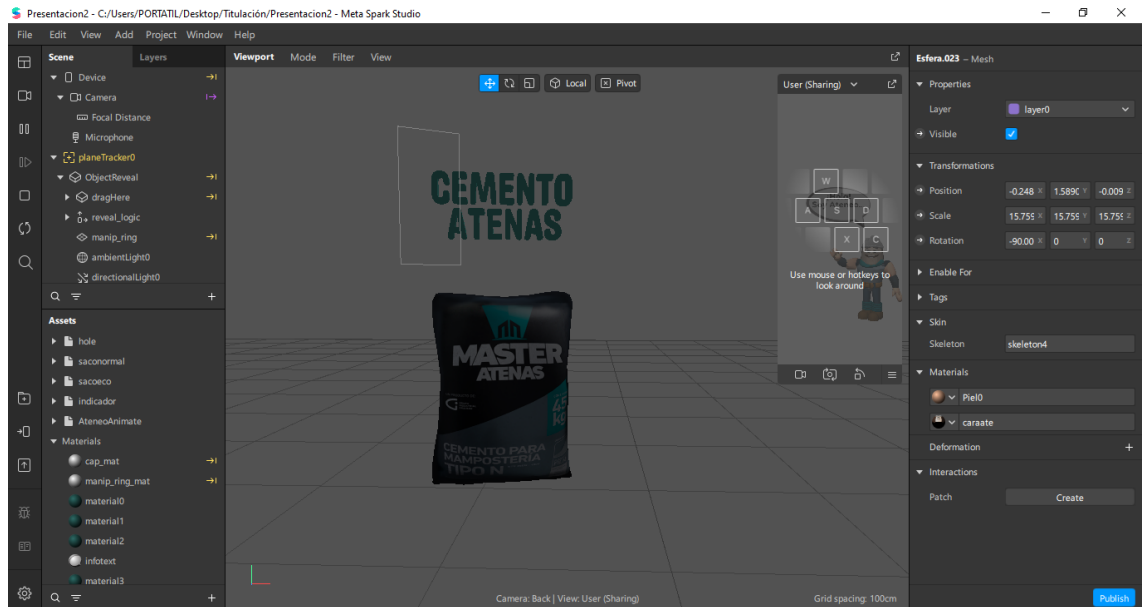 Presentacion2 - C:/Users/PORTATIL/Desktop/Titulación/Presentacion2 - Meta Spark Studio
File Edit View Add Project Window Help
Scene Layers
Device
Camera
Focal Distance
Microphone
planeTracker0
ObjectReveal
dragHere
reveal_logic
manip_ring
ambientLight0
directionalLight0
Assets
hole
saconormal
sacoeco
indicador
AteneoAnimate
Materials
cap_mat
manip_ring_mat
material0
material1
material2
infotext
material3
Viewport Mode Filter View
Local Pivot
CEMENTO
ATENAS
MASTER
ATENAS
45
KG
CEMENTO PARA
MAMPOSTERÍA
TIPO N
Camera: Back | View: User (Sharing)
Grid spacing: 100cm
User (Sharing)
W
A S D
X C
Use mouse or hotkeys to
look around
Esfera.023 – Mesh
Properties
Layer layer0
Visible
Transformations
Position -0.248 X 1.589( Y -0.009 Z
Scale 15.759 X 15.759 Y 15.759 Z
Rotation -90.00 X 0 Y 0 Z
Enable For
Tags
Skin
Skeleton skeleton4
Materials
Piel0
caraate
Deformation
Interactions
Patch Create
Publish